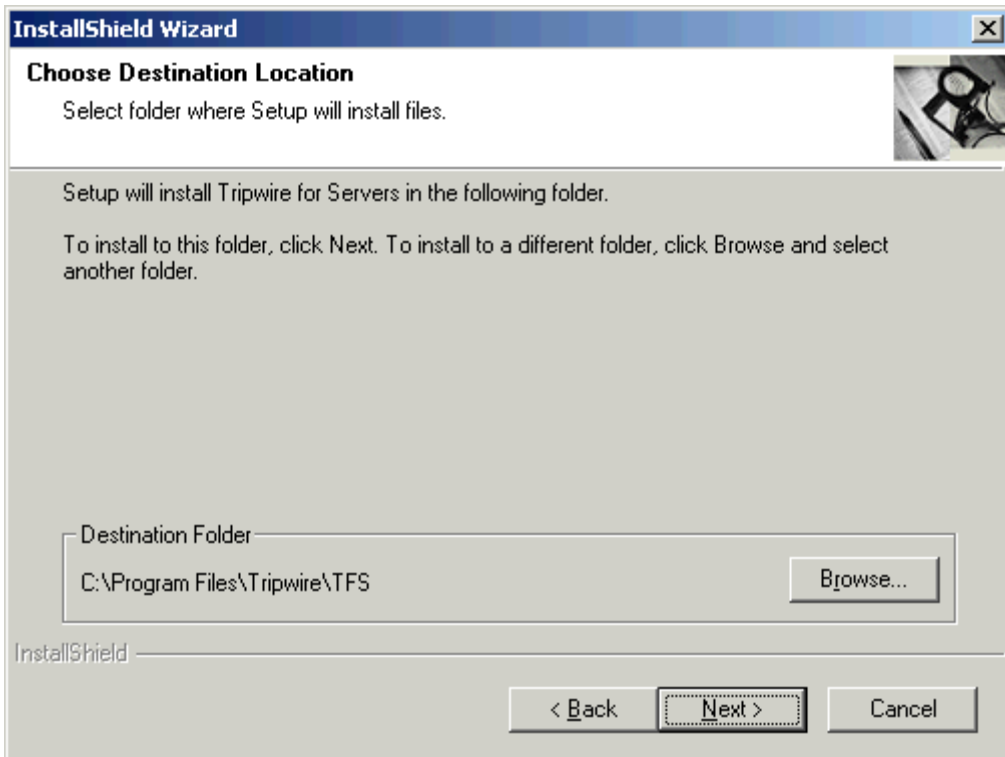 InstallShield Wizard
Choose Destination Location
Select folder where Setup will install files.
Setup will install Tripwire for Servers in the following folder.
To install to this folder, click Next. To install to a different folder, click Browse and select
another folder.
Destination Folder
C:\Program Files\Tripwire\TFS
Browse...
InstallShield
< Back
Next >
Cancel